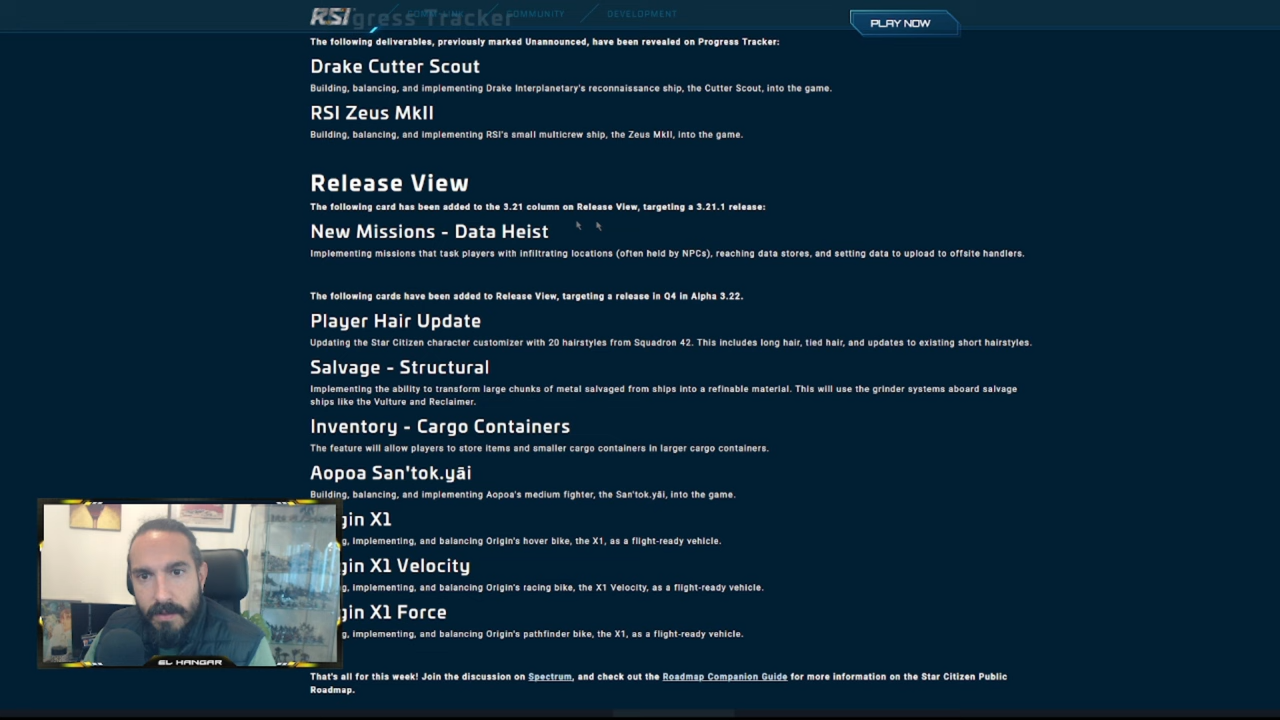 RSI
Progress Tracker
COMMUNITY
DEVELOPMENT
PLAY NOW
The following deliverables, previously marked Unannounced, have been revealed on Progress Tracker:
Drake Cutter Scout
Building, balancing, and implementing Drake Interplanetary's reconnaissance ship, the Cutter Scout, into the game.
RSI Zeus MkII
Building, balancing, and implementing RSI's small multicrew ship, the Zeus MkII, into the game.
Release View
The following card has been added to the 3.21 column on Release View, targeting a 3.21.1 release:
New Missions - Data Heist
Implementing missions that task players with infiltrating locations (often held by NPCs), reaching data stores, and setting data to upload to offsite handlers.
The following cards have been added to Release View, targeting a release in Q4 in Alpha 3.22.
Player Hair Update
Updating the Star Citizen character customizer with 20 hairstyles from Squadron 42. This includes long hair, tied hair, and updates to existing short hairstyles.
Salvage - Structural
Implementing the ability to transform large chunks of metal salvaged from ships into a refinable material. This will use the grinder systems aboard salvage
ships like the Vulture and Reclaimer.
Inventory - Cargo Containers
The feature will allow players to store items and smaller cargo containers in larger cargo containers.
Aopoa San'tok.yāi
Building, balancing, and implementing Aopoa's medium fighter, the San'tok.yāi, into the game.
gin X1
g, implementing, and balancing Origin's hover bike, the X1, as a flight-ready vehicle.
gin X1 Velocity
g, implementing, and balancing Origin's racing bike, the X1 Velocity, as a flight-ready vehicle.
gin X1 Force
g, implementing, and balancing Origin's pathfinder bike, the X1, as a flight-ready vehicle.
EL HANGAR
That's all for this week! Join the discussion on Spectrum, and check out the Roadmap Companion Guide for more information on the Star Citizen Public
Roadmap.